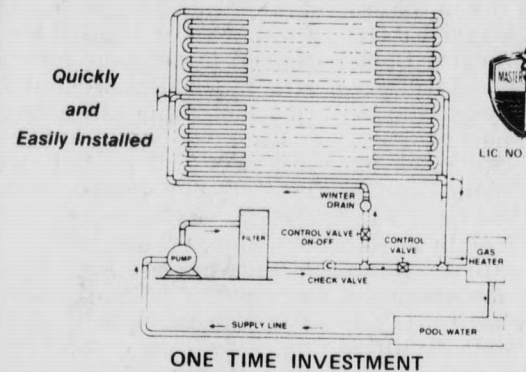 Quickly
and
Easily Installed
MASTER
LIC. NO.
WINTER
DRAIN
FILTER
CONTROL VALVE
ON-OFF
CONTROL
VALVE
GAS
HEATER
PUMP
C
CHECK VALVE
SUPPLY LINE
POOL WATER
ONE TIME INVESTMENT